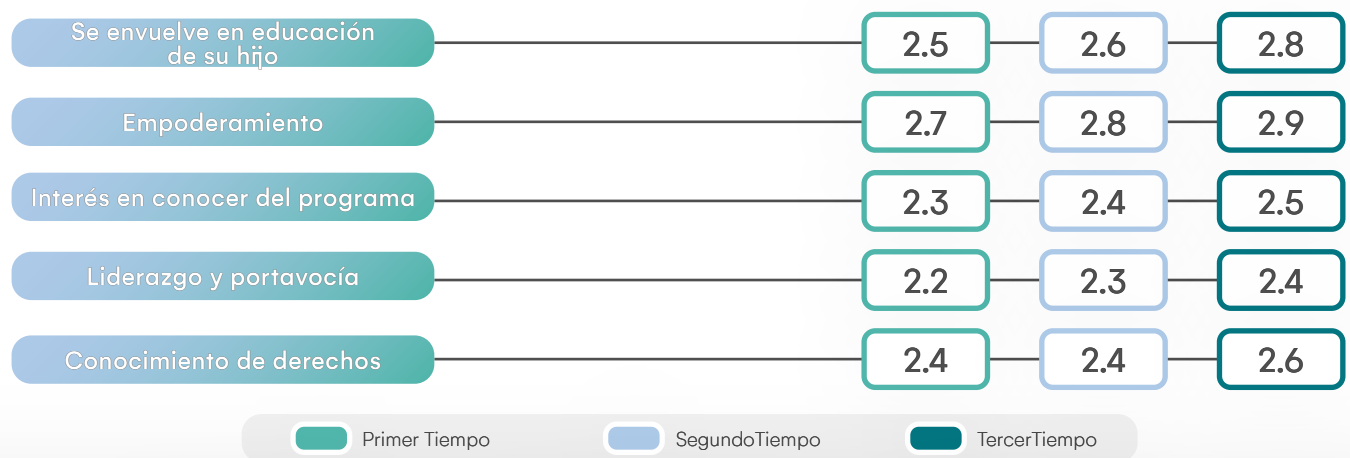 Se envuelve en educación
de su hijo
2.5 2.6 2.8
Empoderamiento 2.7 2.8 2.9
Interés en conocer del programa 2.3 2.4 2.5
Liderazgo y portavocía 2.2 2.3 2.4
Conocimiento de derechos 2.4 2.4 2.6
Primer Tiempo SegundoTiempo TercerTiempo